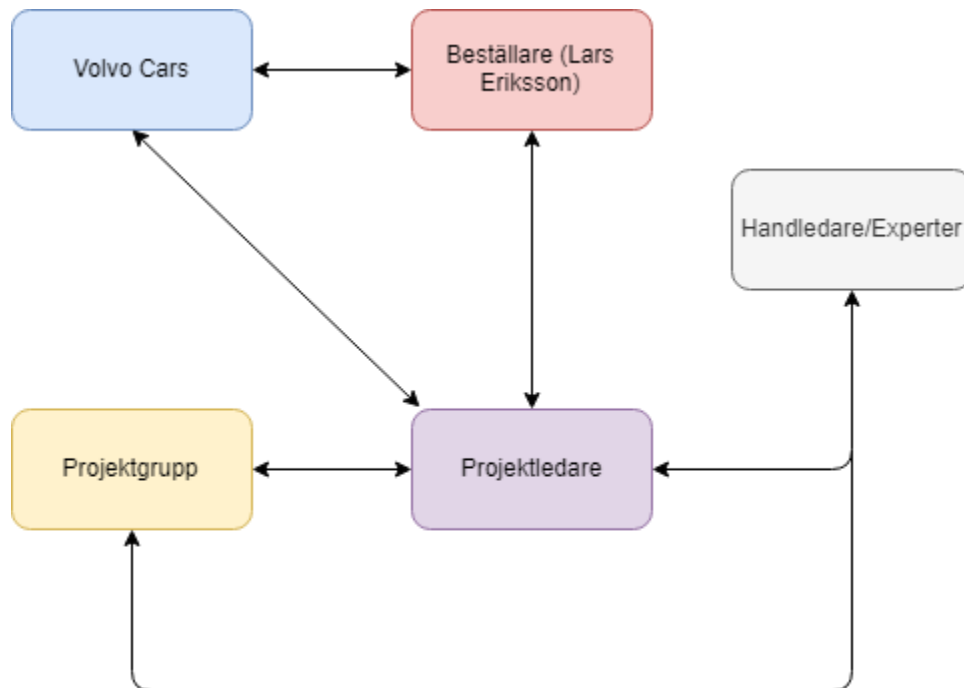 Volvo Cars
Beställare (Lars
Eriksson)
Handledare/Experter
Projektgrupp
Projektledare